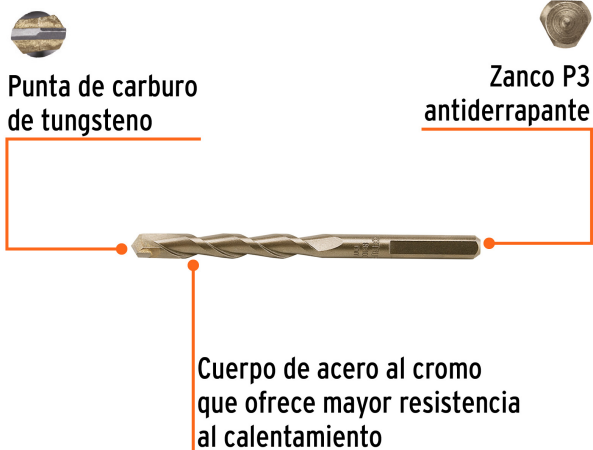 Punta de carburo
de tungsteno
Zanco P3
antiderrapante
Cuerpo de acero al cromo
que ofrece mayor resistencia
al calentamiento